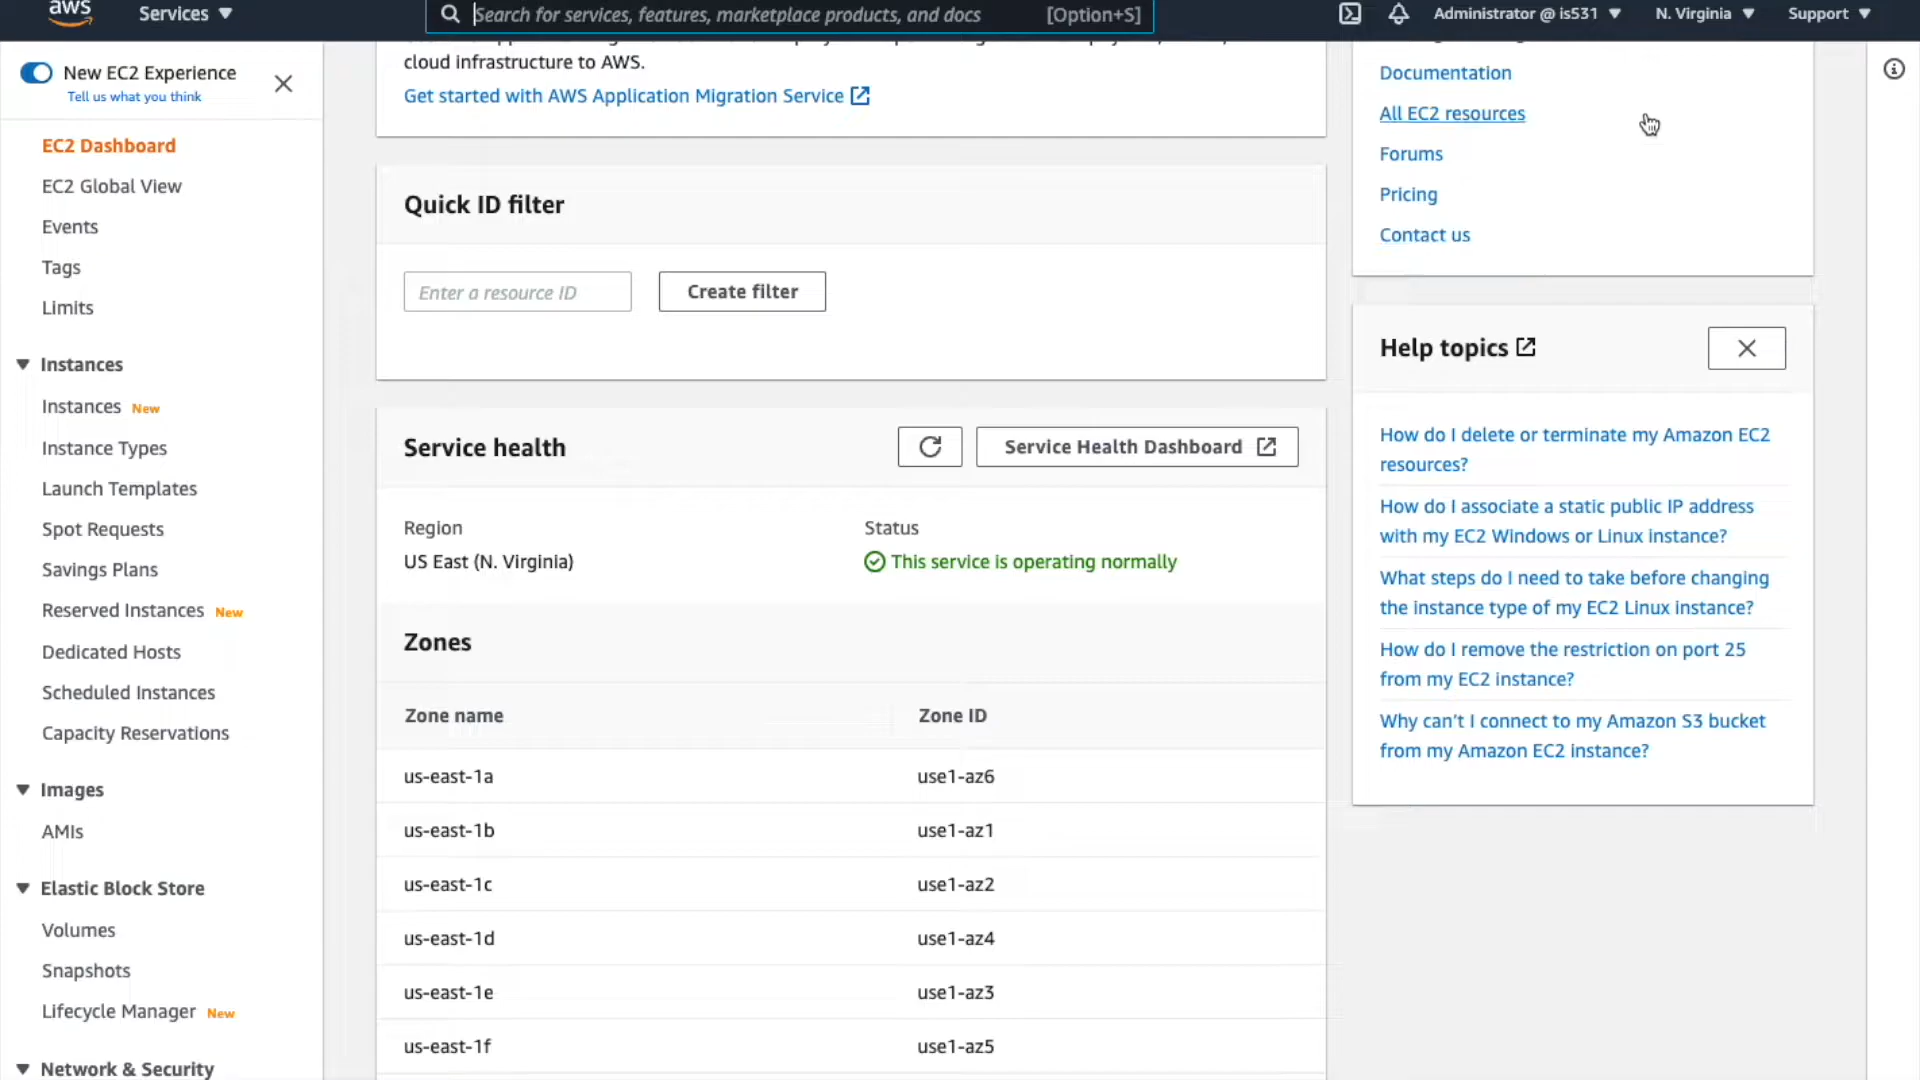 aws
Services
Search for services, features, marketplace products, and docs
[Option+S]
Administrator @ is531
N. Virginia
Support
New EC2 Experience
Tell us what you think
EC2 Dashboard
EC2 Global View
Events
Tags
Limits
Instances
Instances New
Instance Types
Launch Templates
Spot Requests
Savings Plans
Reserved Instances New
Dedicated Hosts
Scheduled Instances
Capacity Reservations
Images
AMIs
Elastic Block Store
Volumes
Snapshots
Lifecycle Manager New
Network & Security
cloud infrastructure to AWS.
Get started with AWS Application Migration Service
Quick ID filter
Enter a resource ID
Create filter
Service health
Service Health Dashboard
Region
Status
US East (N. Virginia)
This service is operating normally
Zones
Zone name
Zone ID
us-east-1a
use1-az6
us-east-1b
use1-az1
us-east-1c
use1-az2
us-east-1d
use1-az4
us-east-1e
use1-az3
us-east-1f
use1-az5
Documentation
All EC2 resources
Forums
Pricing
Contact us
Help topics
How do I delete or terminate my Amazon EC2
resources?
How do I associate a static public IP address
with my EC2 Windows or Linux instance?
What steps do I need to take before changing
the instance type of my EC2 Linux instance?
How do I remove the restriction on port 25
from my EC2 instance?
Why can't I connect to my Amazon S3 bucket
from my Amazon EC2 instance?